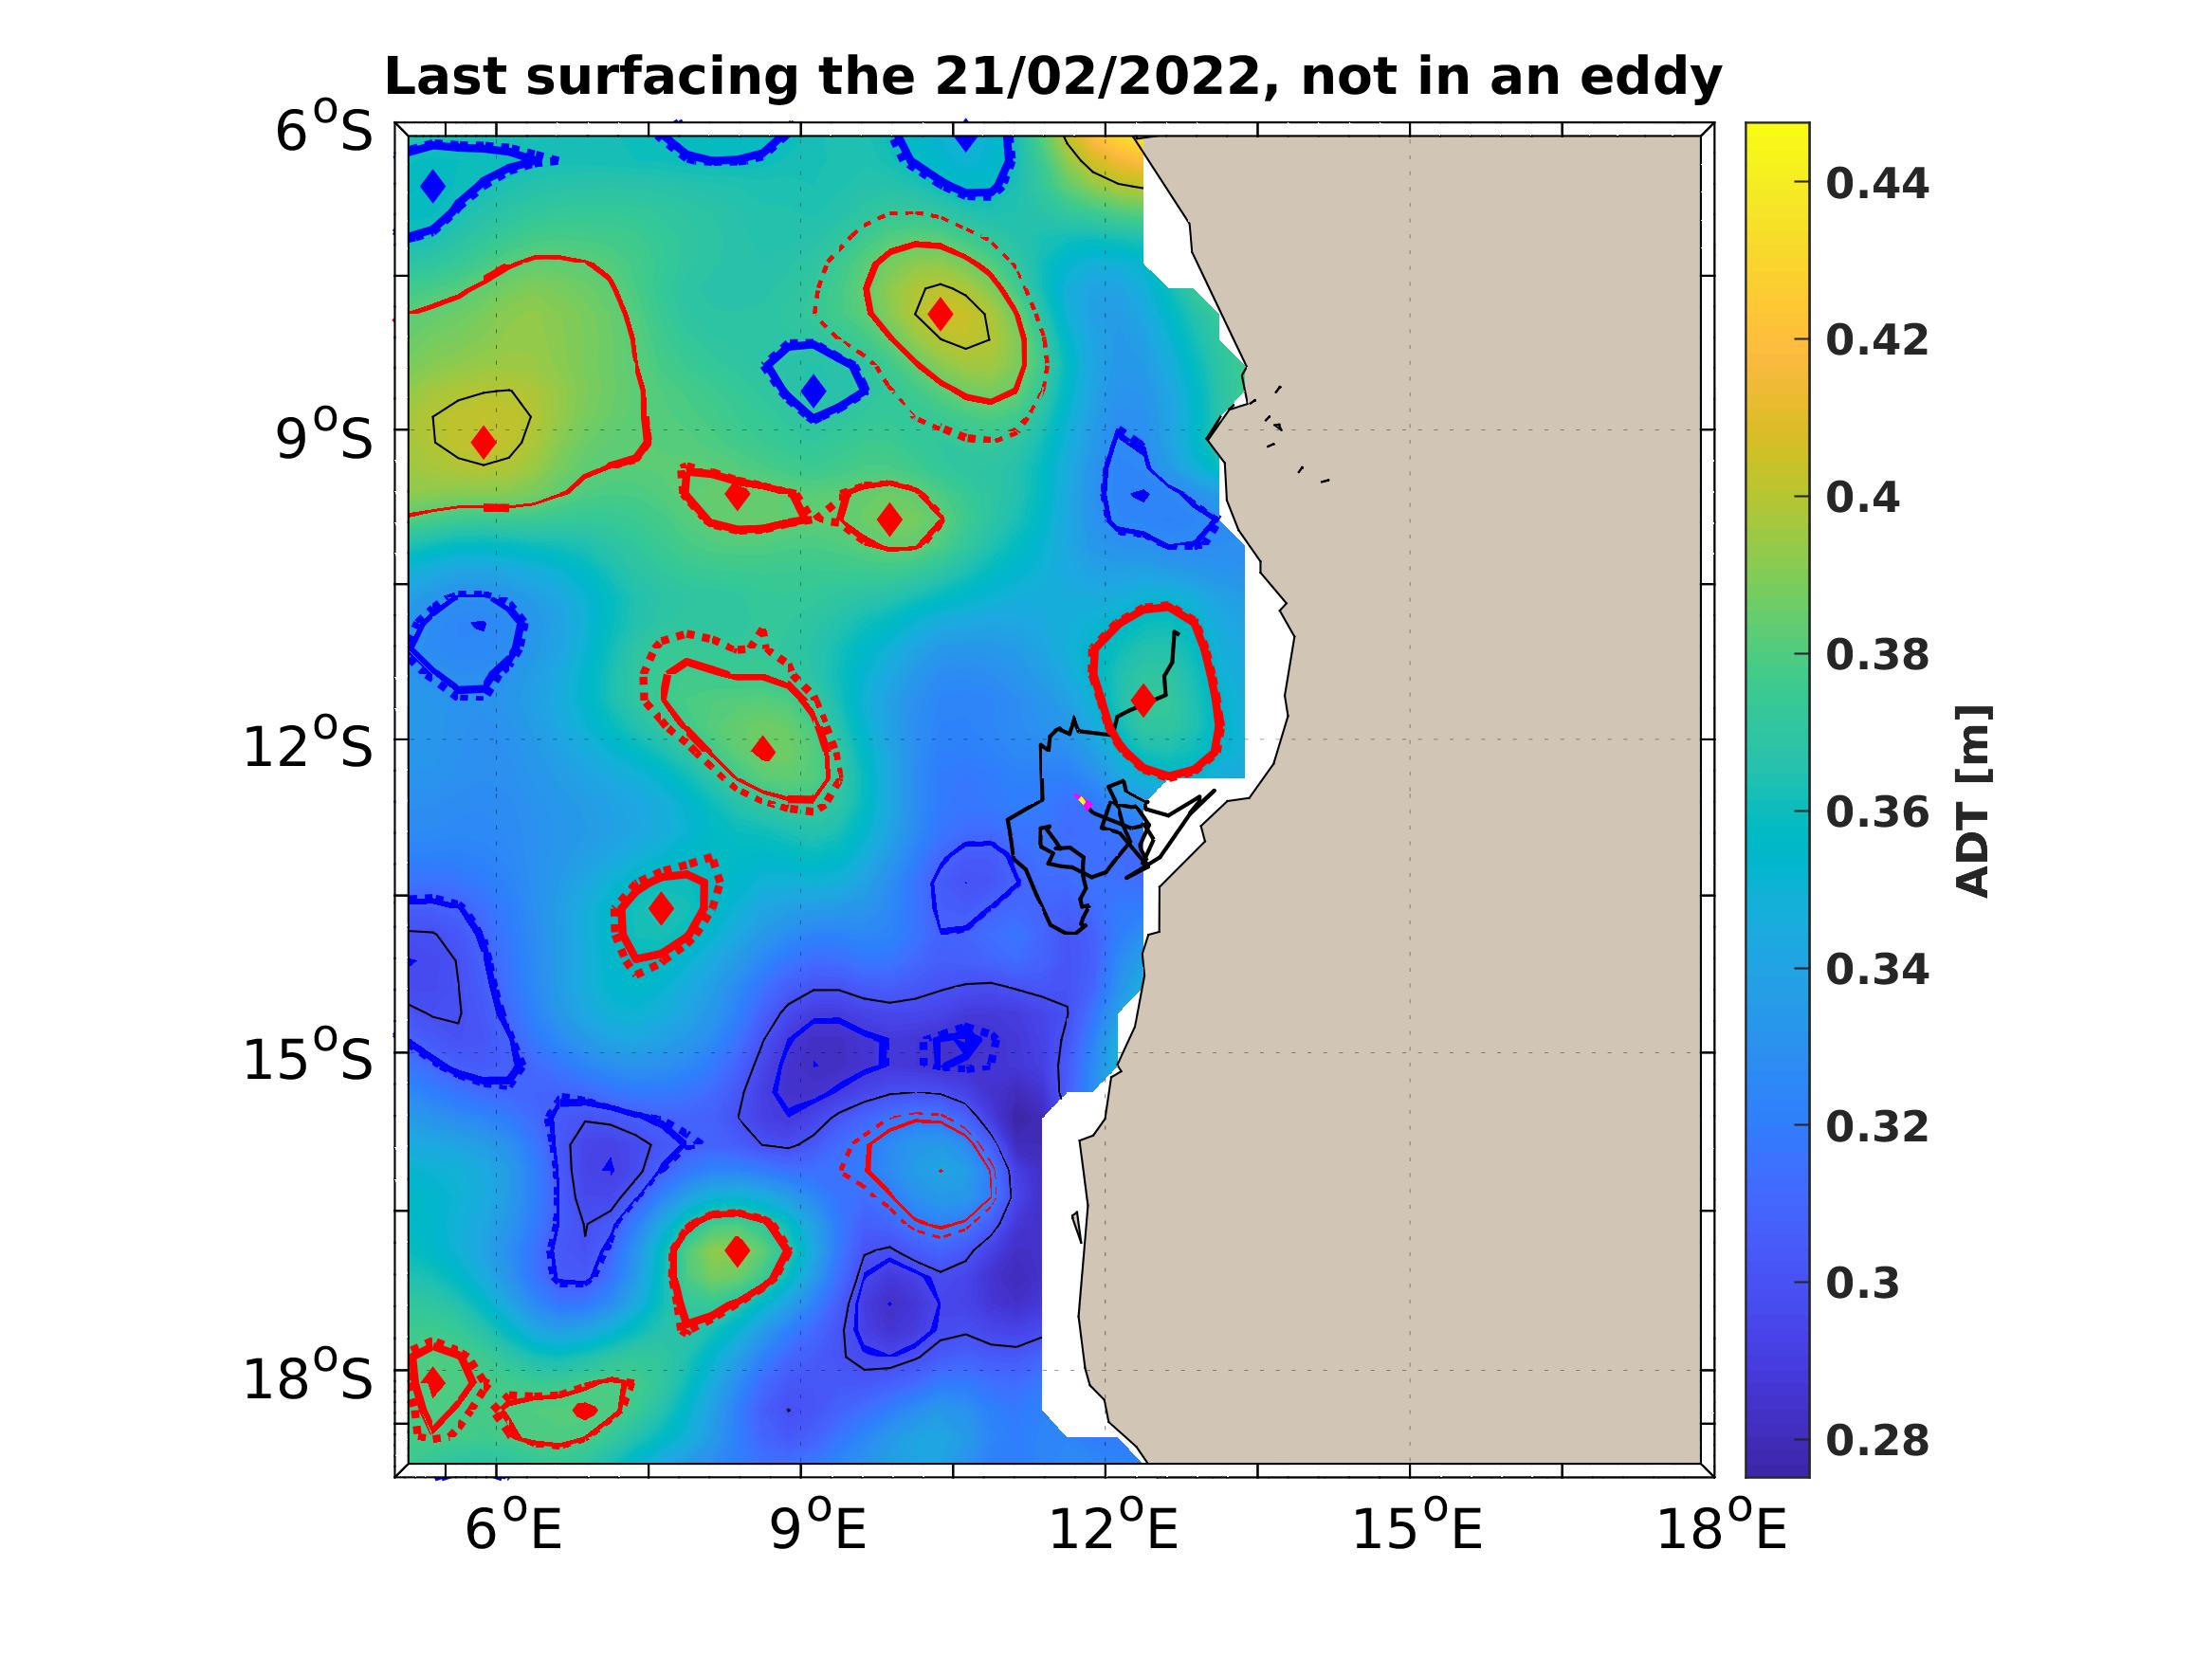 Last surfacing the 21/02/2022, not in an eddy
6°S
9°S
12°S
15°S
18°S
6°E
9°E
12°E
15°E
18°E
0.44
0.42
0.4
0.38
0.36
0.34
0.32
0.3
0.28
ADT [m]